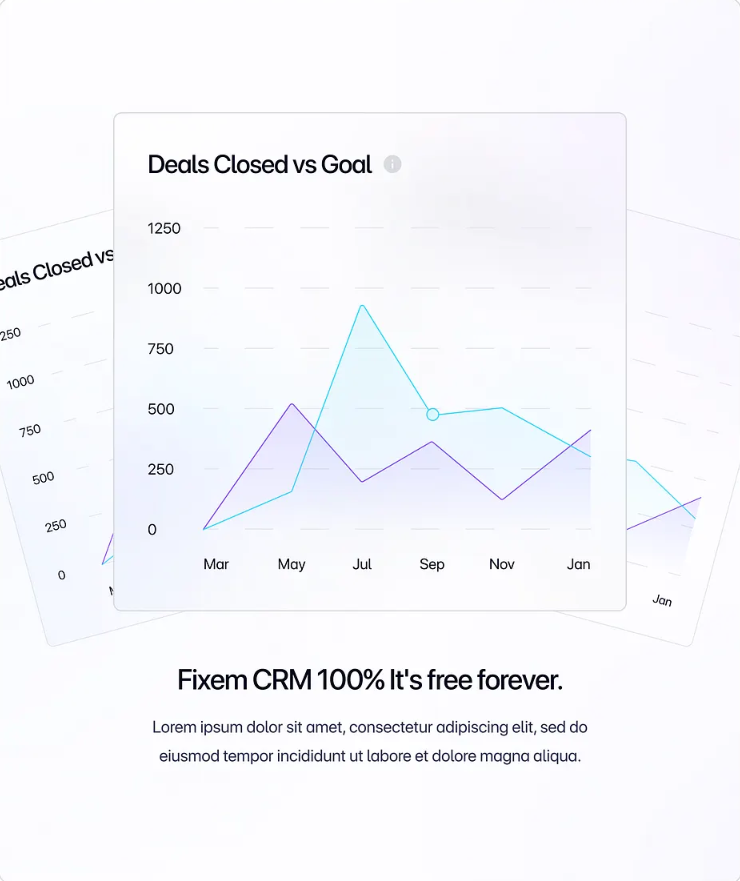 Deals Closed vs Goal
1250
1000
750
500
250
0
Mar May Jul Sep Nov Jan
eals Closed vs
250
1000
750
500
250
0
Jan
Fixem CRM 100% It's free forever.
Lorem ipsum dolor sit amet, consectetur adipiscing elit, sed do
eiusmod tempor incididunt ut labore et dolore magna aliqua.